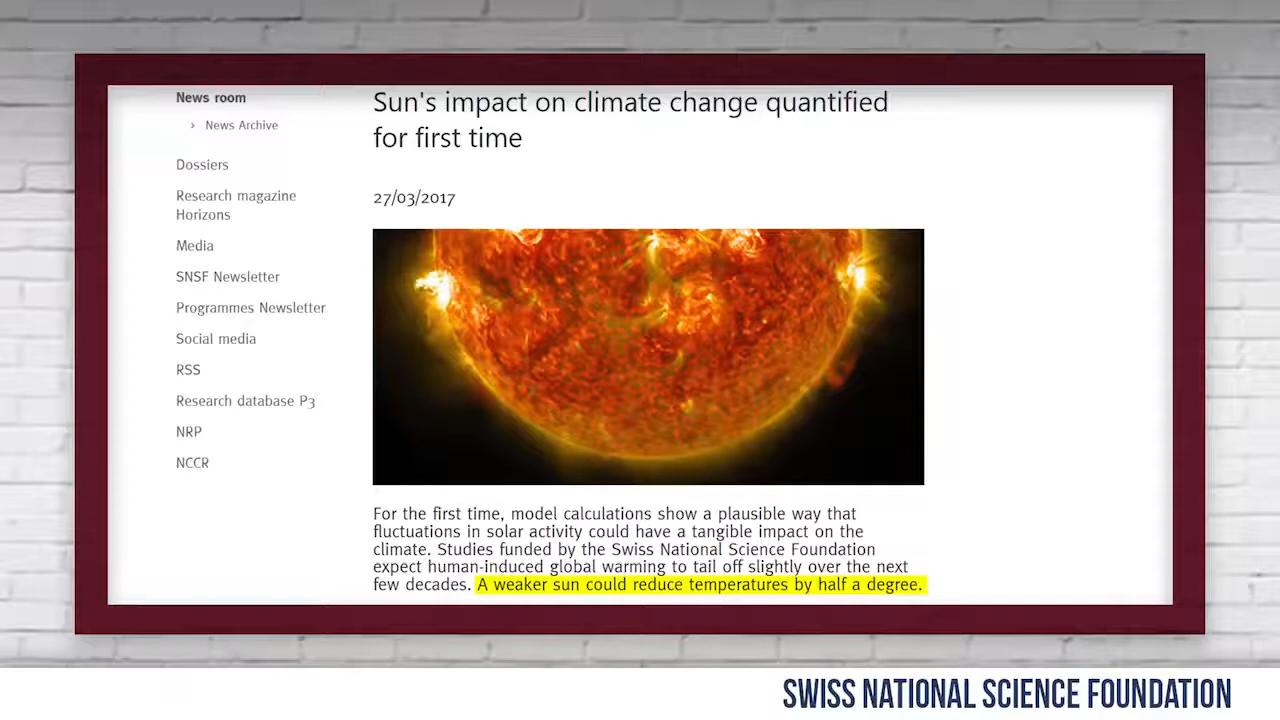 News room
› News Archive
Dossiers
Research magazine
Horizons
Media
SNSF Newsletter
Programmes Newsletter
Social media
RSS
Research database P3
NRP
NCCR
Sun's impact on climate change quantified
for first time
27/03/2017
For the first time, model calculations show a plausible way that
fluctuations in solar activity could have a tangible impact on the
climate. Studies funded by the Swiss National Science Foundation
expect human-induced global warming to tail off slightly over the next
few decades. A weaker sun could reduce temperatures by half a degree.
SWISS NATIONAL SCIENCE FOUNDATION